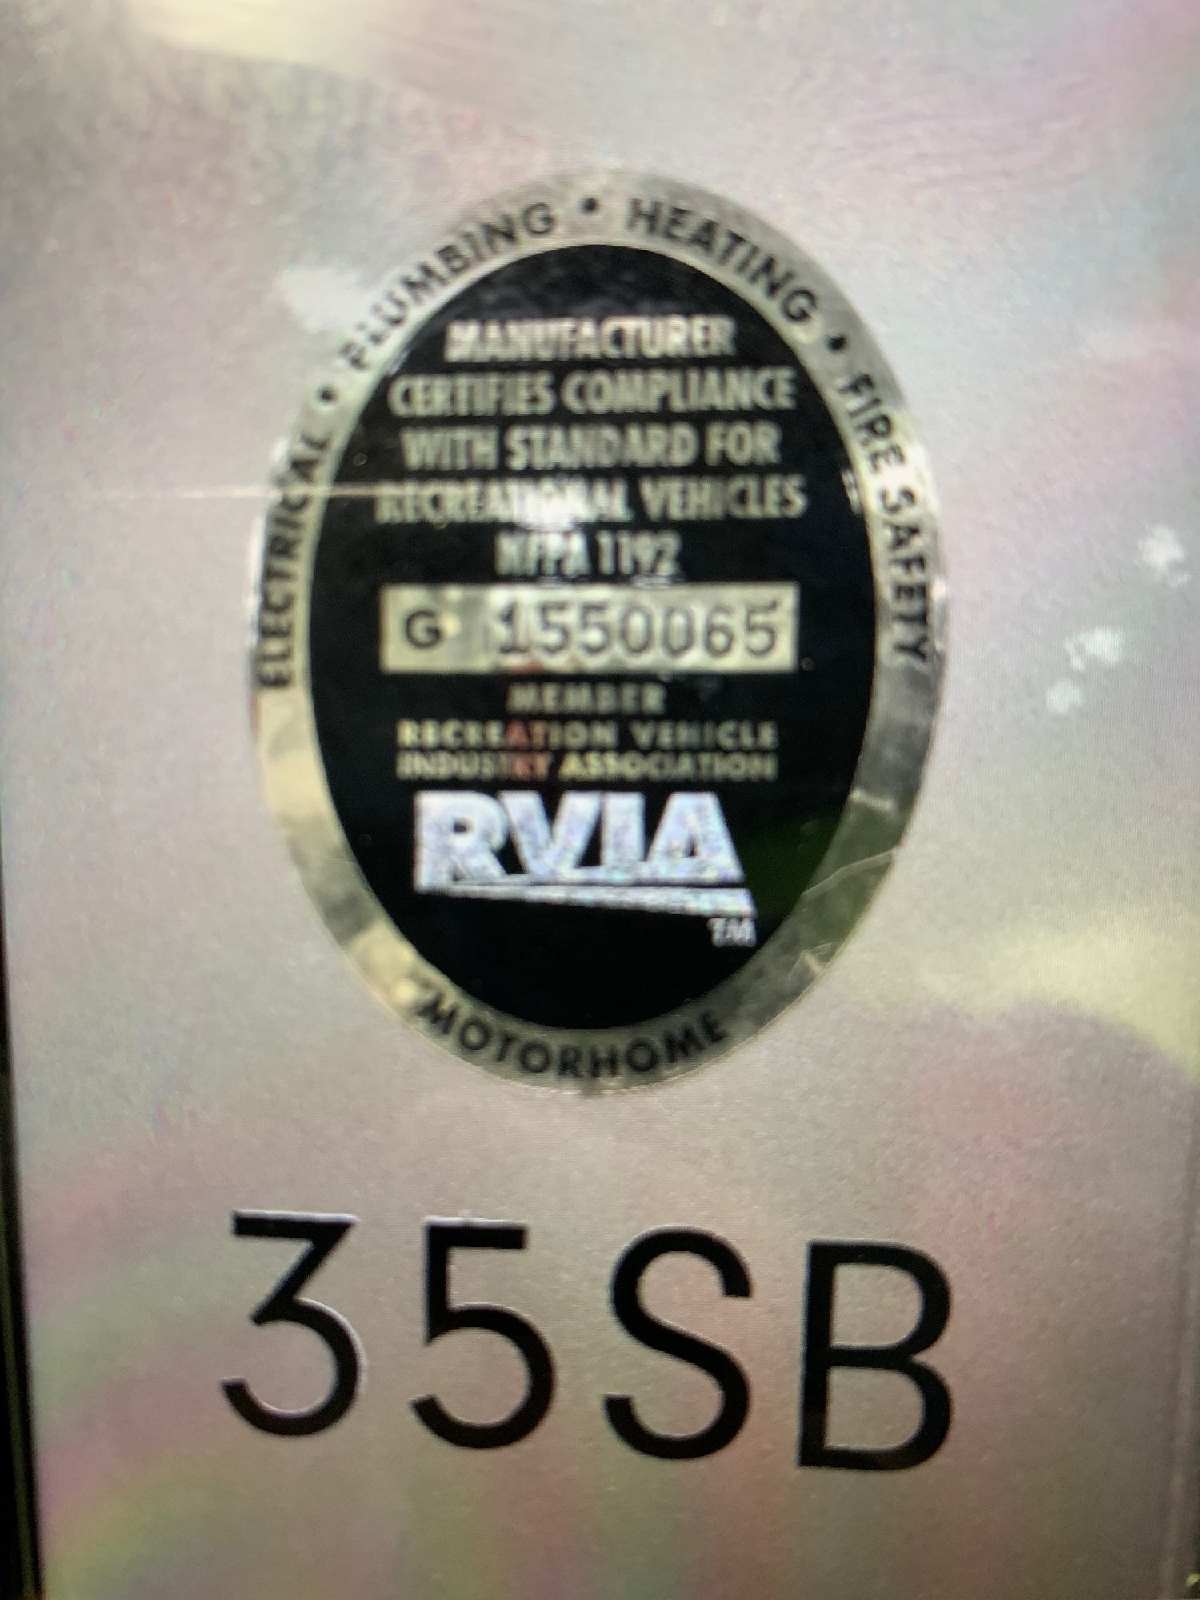 ELECTRICAL • PLUMBING • HEATING • FIRE SAFETY
MANUFACTURER
CERTIFIES COMPLIANCE
WITH STANDARD FOR
RECREATIONAL VEHICLES
NFPA 1192
G 1550065
MEMBER
RECREATION VEHICLE
INDUSTRY ASSOCIATION
RVIA
TM
MOTORHOME
35SB